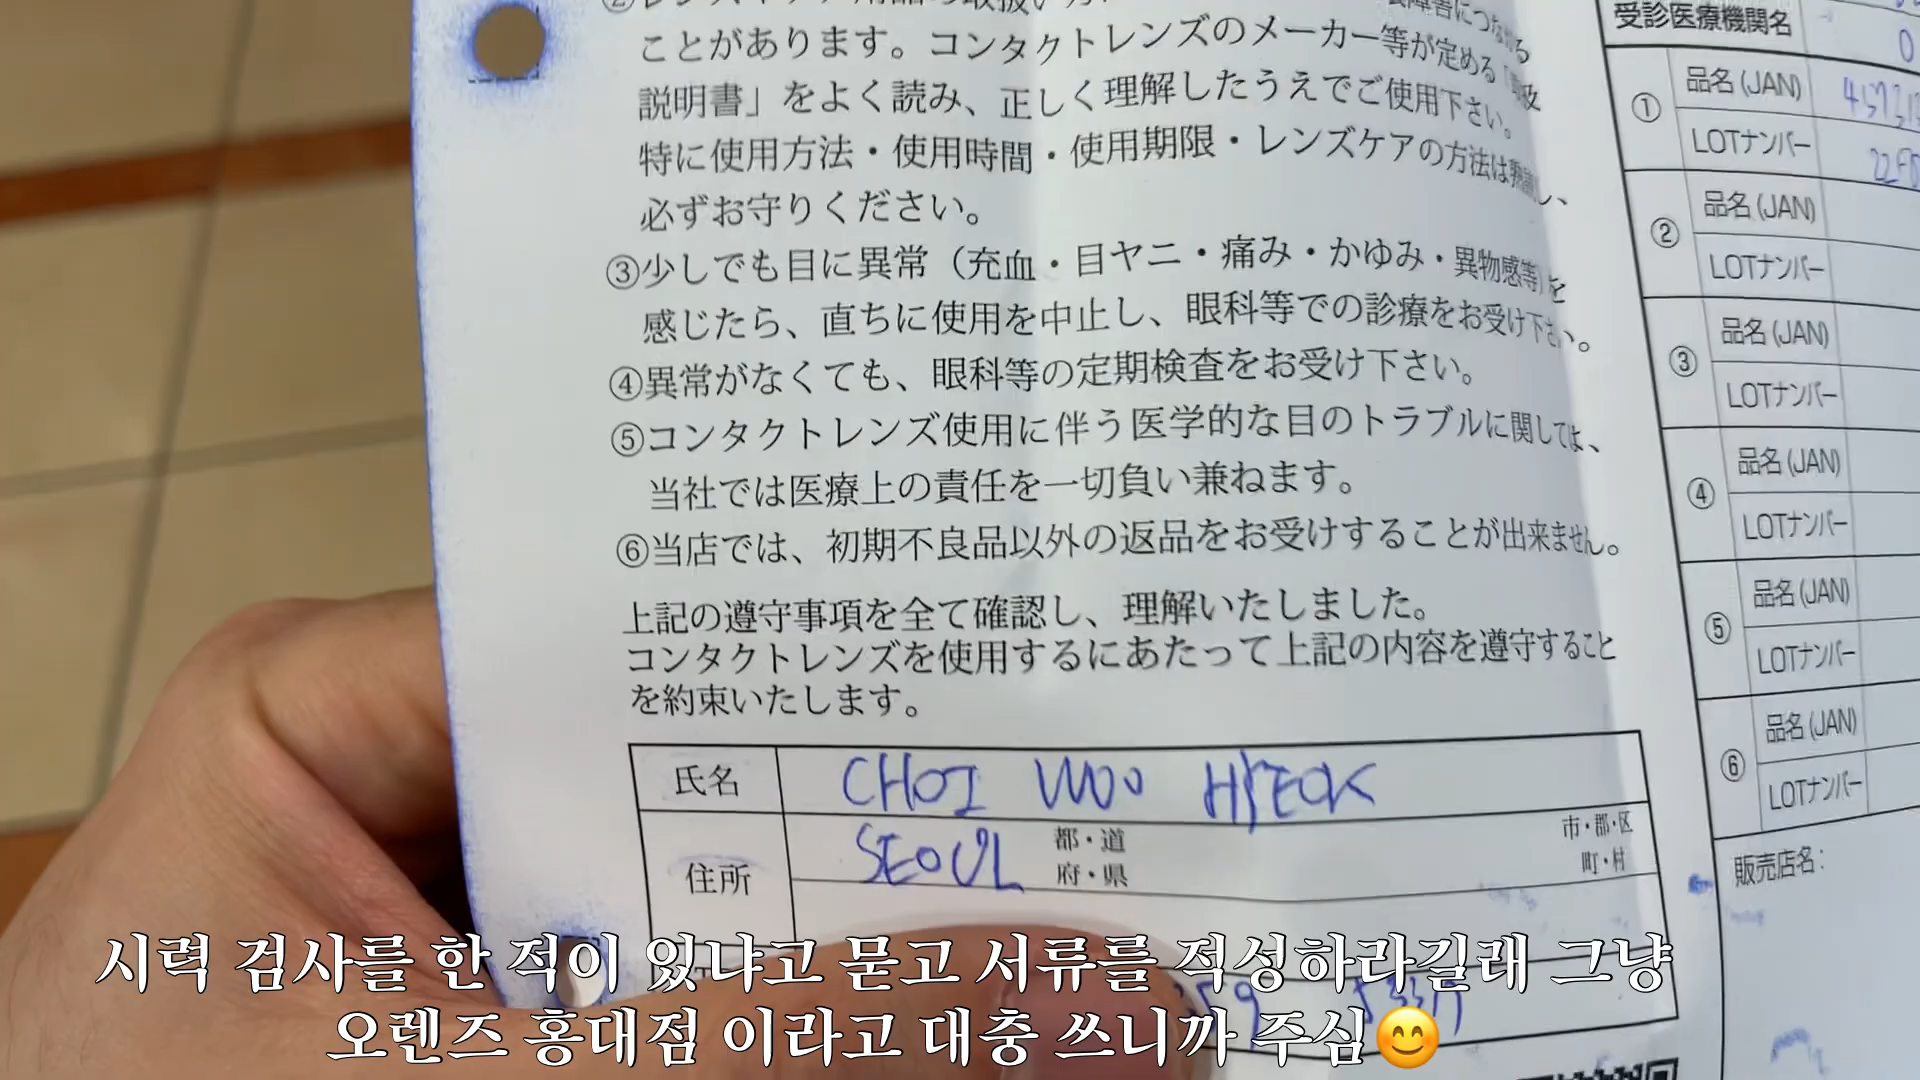 ことがあります。コンタクトレンズのメーカー等が定める「取扱
説明書」をよく読み、正しく理解したうえでご使用下さい。
特に使用方法・使用時間・使用期限・レンズケアの方法は
必ずお守りください。
③少しでも目に異常(充血・目ヤニ・痛み・かゆみ・異物感等)を
感じたら、直ちに使用を中止し、眼科等での診療をお受け下さい。
④異常がなくても、眼科等の定期検査をお受け下さい。
⑤コンタクトレンズ使用に伴う医学的な目のトラブルに関しては、
当社では医療上の責任を一切負い兼ねます。
⑥当店では、初期不良品以外の返品をお受けすることが出来ません。
上記の遵守事項を全て確認し、理解いたしました。
コンタクトレンズを使用するにあたって上記の内容を遵守すること
を約束いたします。
氏名 CHOI WOO HYEOK
住所 SEOUL 都・道 府・県 市・郡・区 町・村
受診医療機関名
① 品名(JAN)
LOTナンバー
② 品名(JAN)
LOTナンバー
③ 品名(JAN)
LOTナンバー
④ 品名(JAN)
LOTナンバー
⑤ 品名(JAN)
LOTナンバー
⑥ 品名(JAN)
LOTナンバー
販売店名:
시력 검사를 한 적이 있냐고 묻고 서류를 적성하라길래 그냥
오렌즈 홍대점 이라고 대충 쓰니까 주심😊